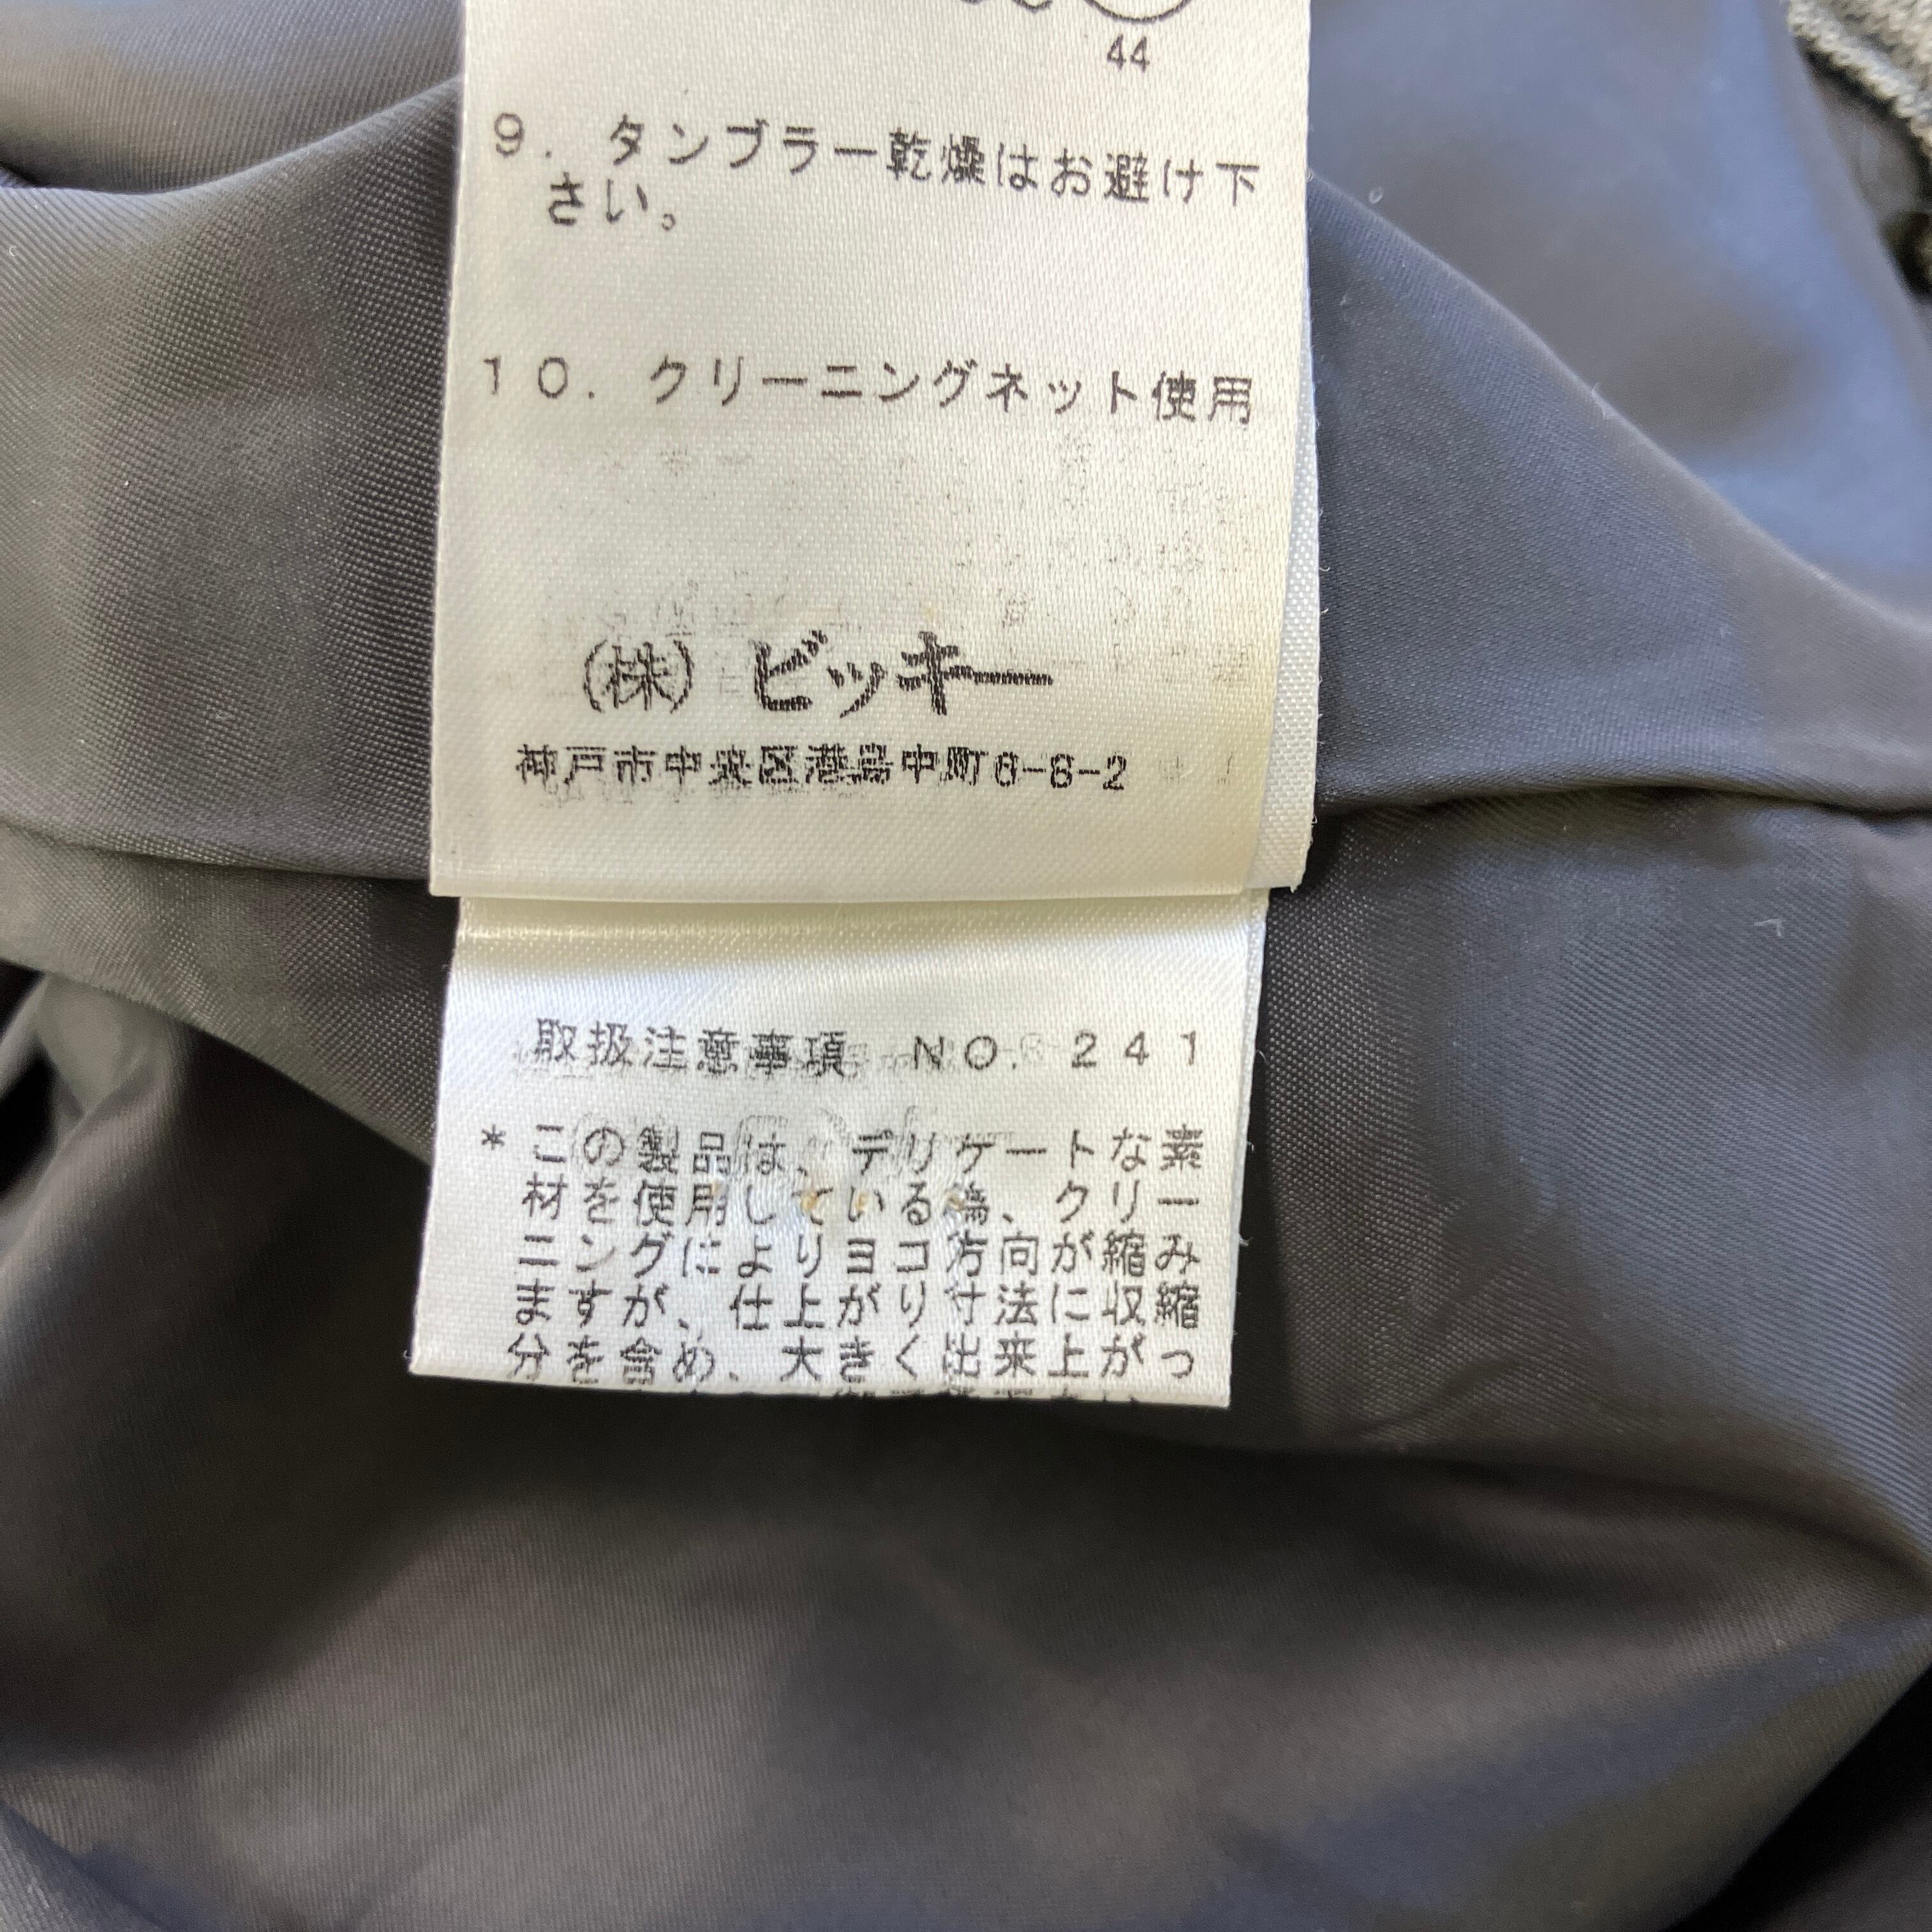 44
9. タンブラー乾燥はお避け下
さい。
10. クリーニングネット使用
(株) ビッキー
神戸市中央区港島中町6-8-2
取扱注意事項 NO. 241
* この製品は、デリケートな素
材を使用している為、クリー
ニングによりヨコ方向が縮み
ますが、仕上がり寸法に収縮
分を含め、大きく出来上がっ